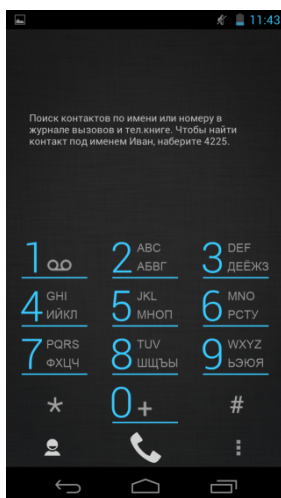 11:43
Поиск контактов по имени или номеру в
журнале вызовов и тел.книге. Чтобы найти
контакт под именем Иван, наберите 4225.
1 2 ABC АБВГ 3 DEF ДЕЁЖЗ
4 GHI ИЙКЛ 5 JKL МНОП 6 MNO РСТУ
7 PQRS ФХЦЧ 8 TUV ШЩЪЫ 9 WXYZ ЬЭЮЯ
* 0 + #